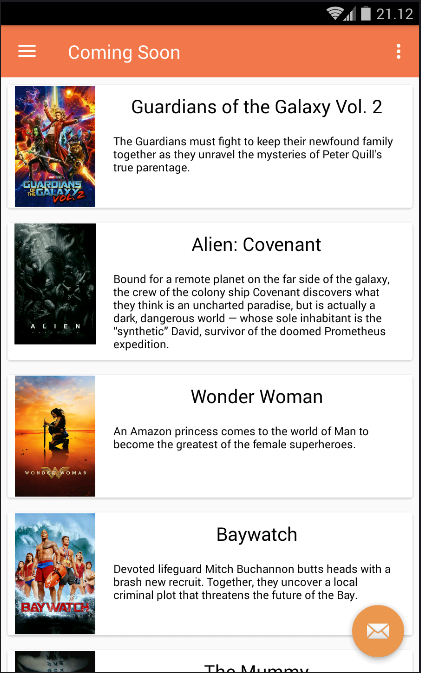 21.12
Coming Soon
Guardians of the Galaxy Vol. 2
The Guardians must fight to keep their newfound family
together as they unravel the mysteries of Peter Quill's
true parentage.
GUARDIANS
OF THE GALAXY
VOL. 2
Alien: Covenant
Bound for a remote planet on the far side of the galaxy,
the crew of the colony ship Covenant discovers what
they think is an uncharted paradise, but is actually a
dark, dangerous world — whose sole inhabitant is the
"synthetic" David, survivor of the doomed Prometheus
expedition.
ALIEN
Wonder Woman
An Amazon princess comes to the world of Man to
become the greatest of the female superheroes.
WONDER WOMAN
Baywatch
Devoted lifeguard Mitch Buchannon butts heads with a
brash new recruit. Together, they uncover a local
criminal plot that threatens the future of the Bay.
BAYWATCH
The Mummy